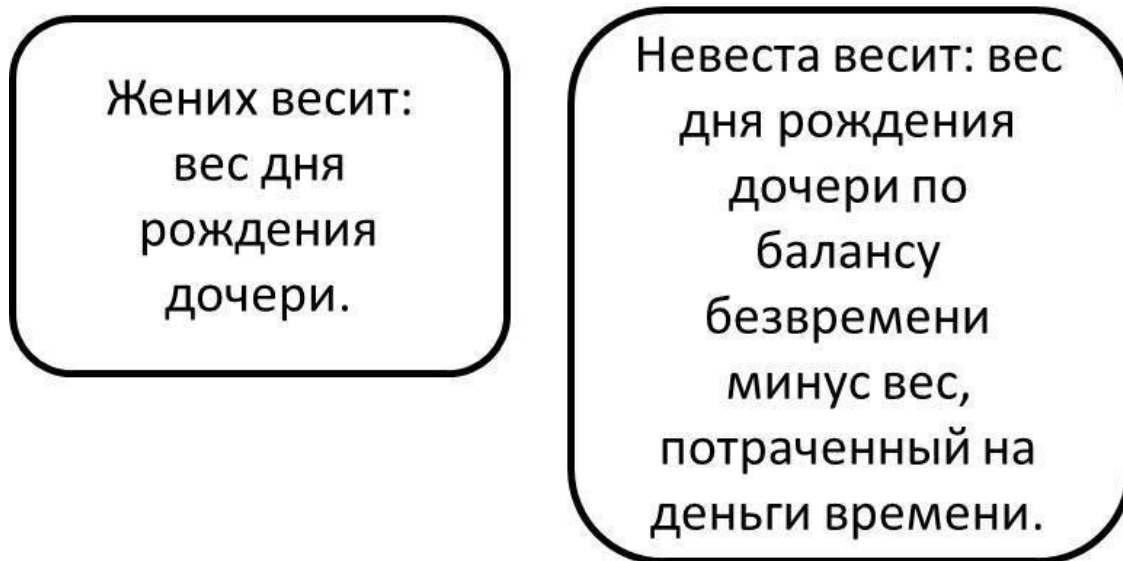 Жених весит:
вес дня
рождения
дочери.
Невеста весит: вес
дня рождения
дочери по
балансу
безвремени
минус вес,
потраченный на
деньги времени.